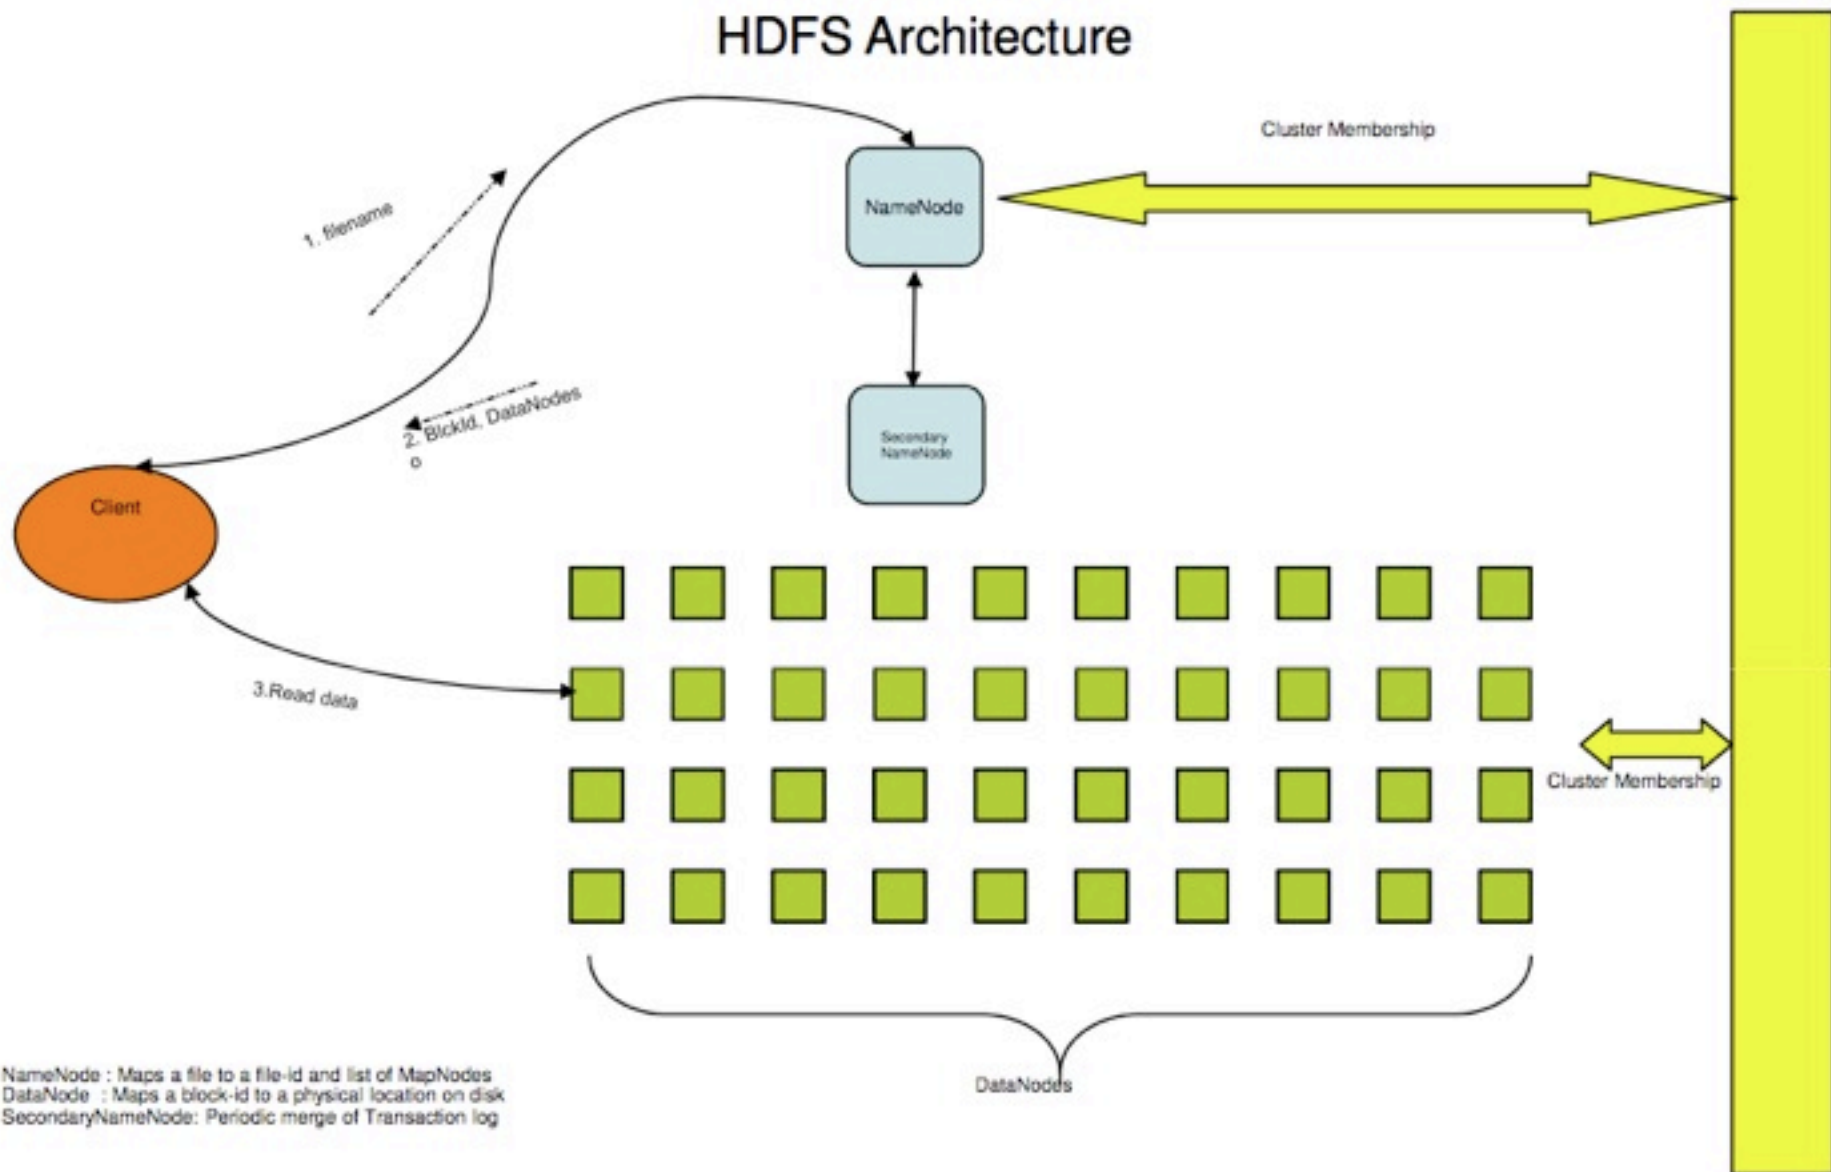 HDFS Architecture
Cluster Membership
NameNode
1. filename
2. BlckId, DataNodes
o
Secondary
NameNode
Client
3.Read data
Cluster Membership
DataNodes
NameNode : Maps a file to a file-id and list of MapNodes
DataNode : Maps a block-id to a physical location on disk
SecondaryNameNode: Periodic merge of Transaction log